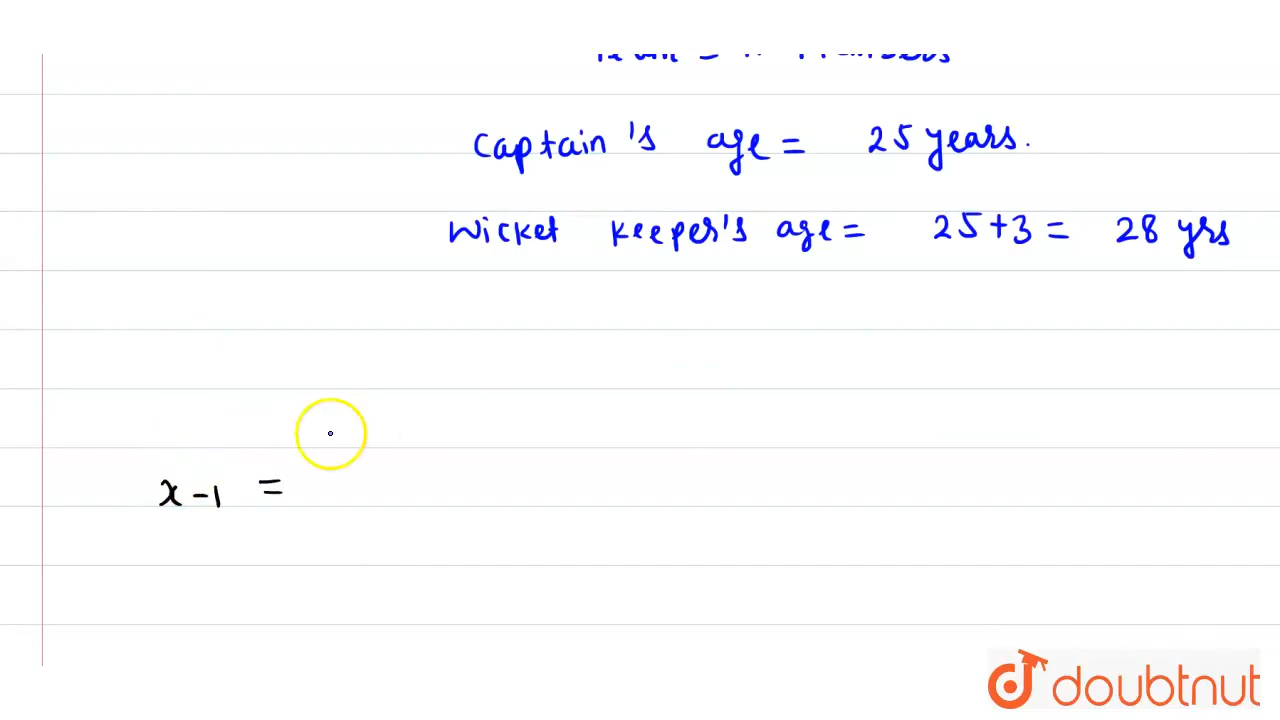 Captain's age = 25 years.
Wicket keeper's age = 25+3 = 28 yrs
x-1 =
doubtnut